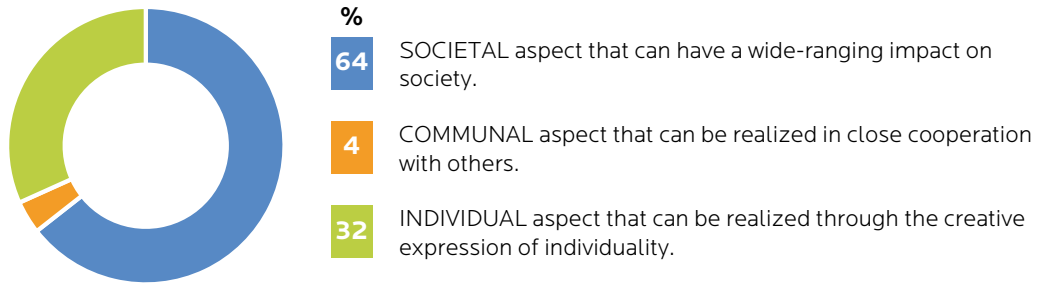 %
64
SOCIETAL aspect that can have a wide-ranging impact on
society.
4
COMMUNAL aspect that can be realized in close cooperation
with others.
32
INDIVIDUAL aspect that can be realized through the creative
expression of individuality.